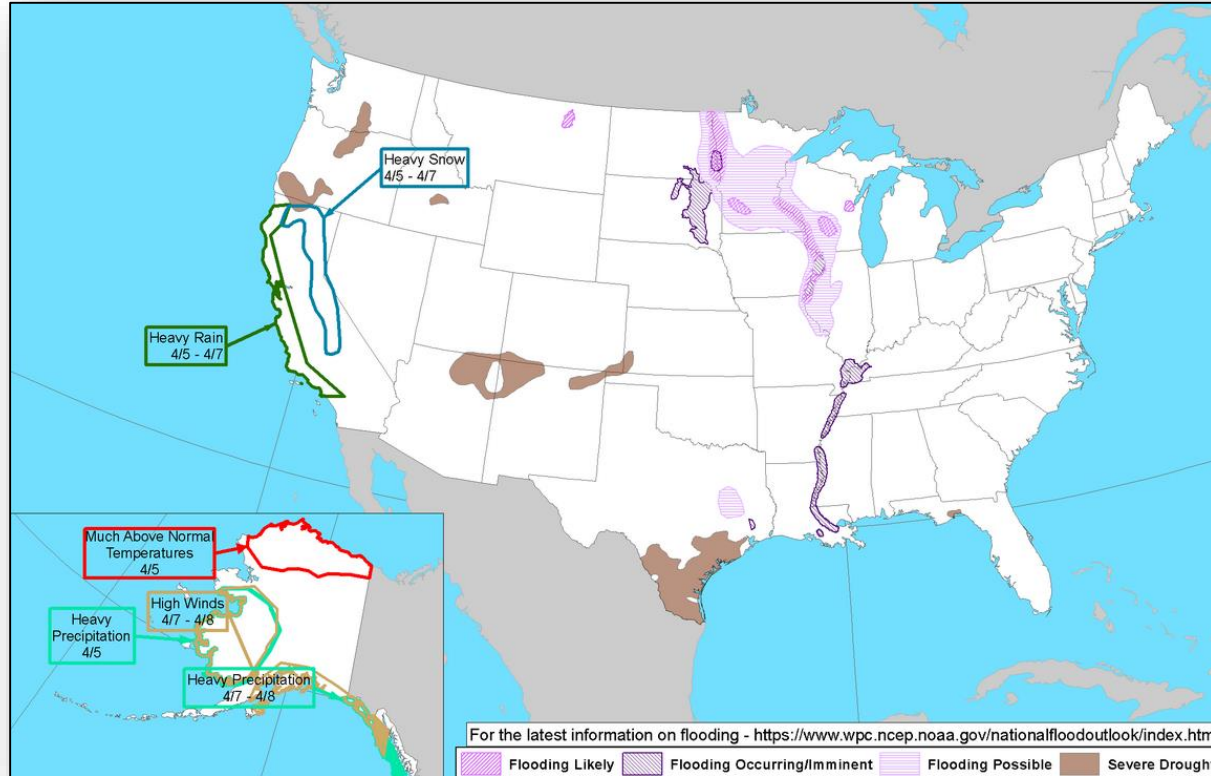 Heavy Snow
4/5 - 4/7
Heavy Rain
4/5 - 4/7
Much Above Normal
Temperatures
4/5
High Winds
4/7 - 4/8
Heavy
Precipitation
4/5
Heavy Precipitation
4/7 - 4/8
For the latest information on flooding - https://www.wpc.ncep.noaa.gov/nationalfloodoutlook/index.htm
Flooding Likely
Flooding Occurring/Imminent
Flooding Possible
Severe Drought